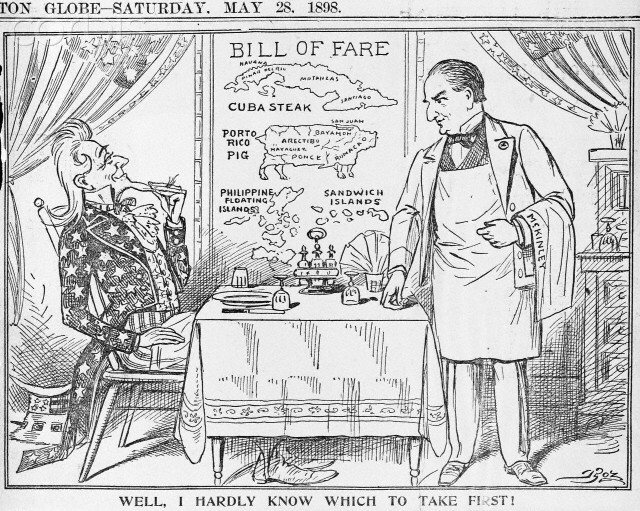 TON GLOBE—SATURDAY, MAY 28, 1898.
BILL OF FARE
HAVANA
PINAR DEL RIO
MATANZAS
SANTIAGO
CUBA STEAK
SAN JUAN
PORTO
RICO
PIG
BAYAMON
ARECTIBO
MAYAGUEZ
PONCE
HUMACAO
PHILIPPINE
FLOATING
ISLANDS
SANDWICH
ISLANDS
McKINLEY
BOZ
WELL, I HARDLY KNOW WHICH TO TAKE FIRST!